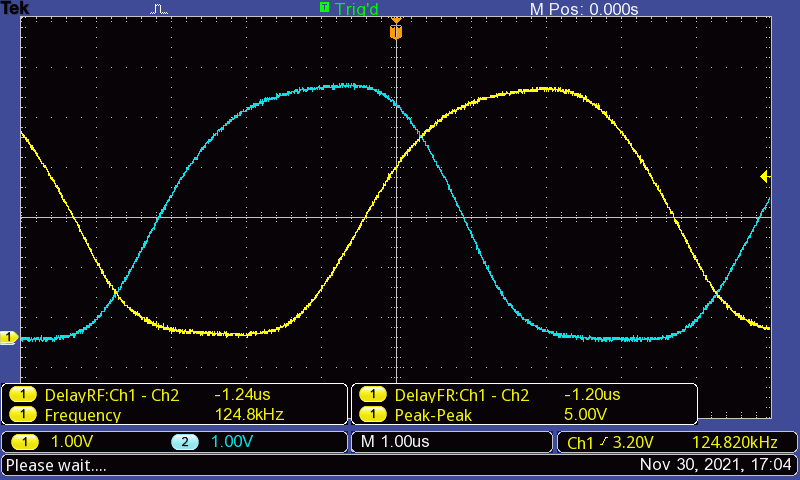 Tek T Trig'd M Pos: 0.000s
T
1
1 DelayRF:Ch1 - Ch2 -1.24us 1 DelayFR:Ch1 - Ch2 -1.20us
1 Frequency 124.8kHz 1 Peak-Peak 5.00V
1 1.00V 2 1.00V M 1.00us Ch1 3.20V 124.820kHz
Please wait.... Nov 30, 2021, 17:04